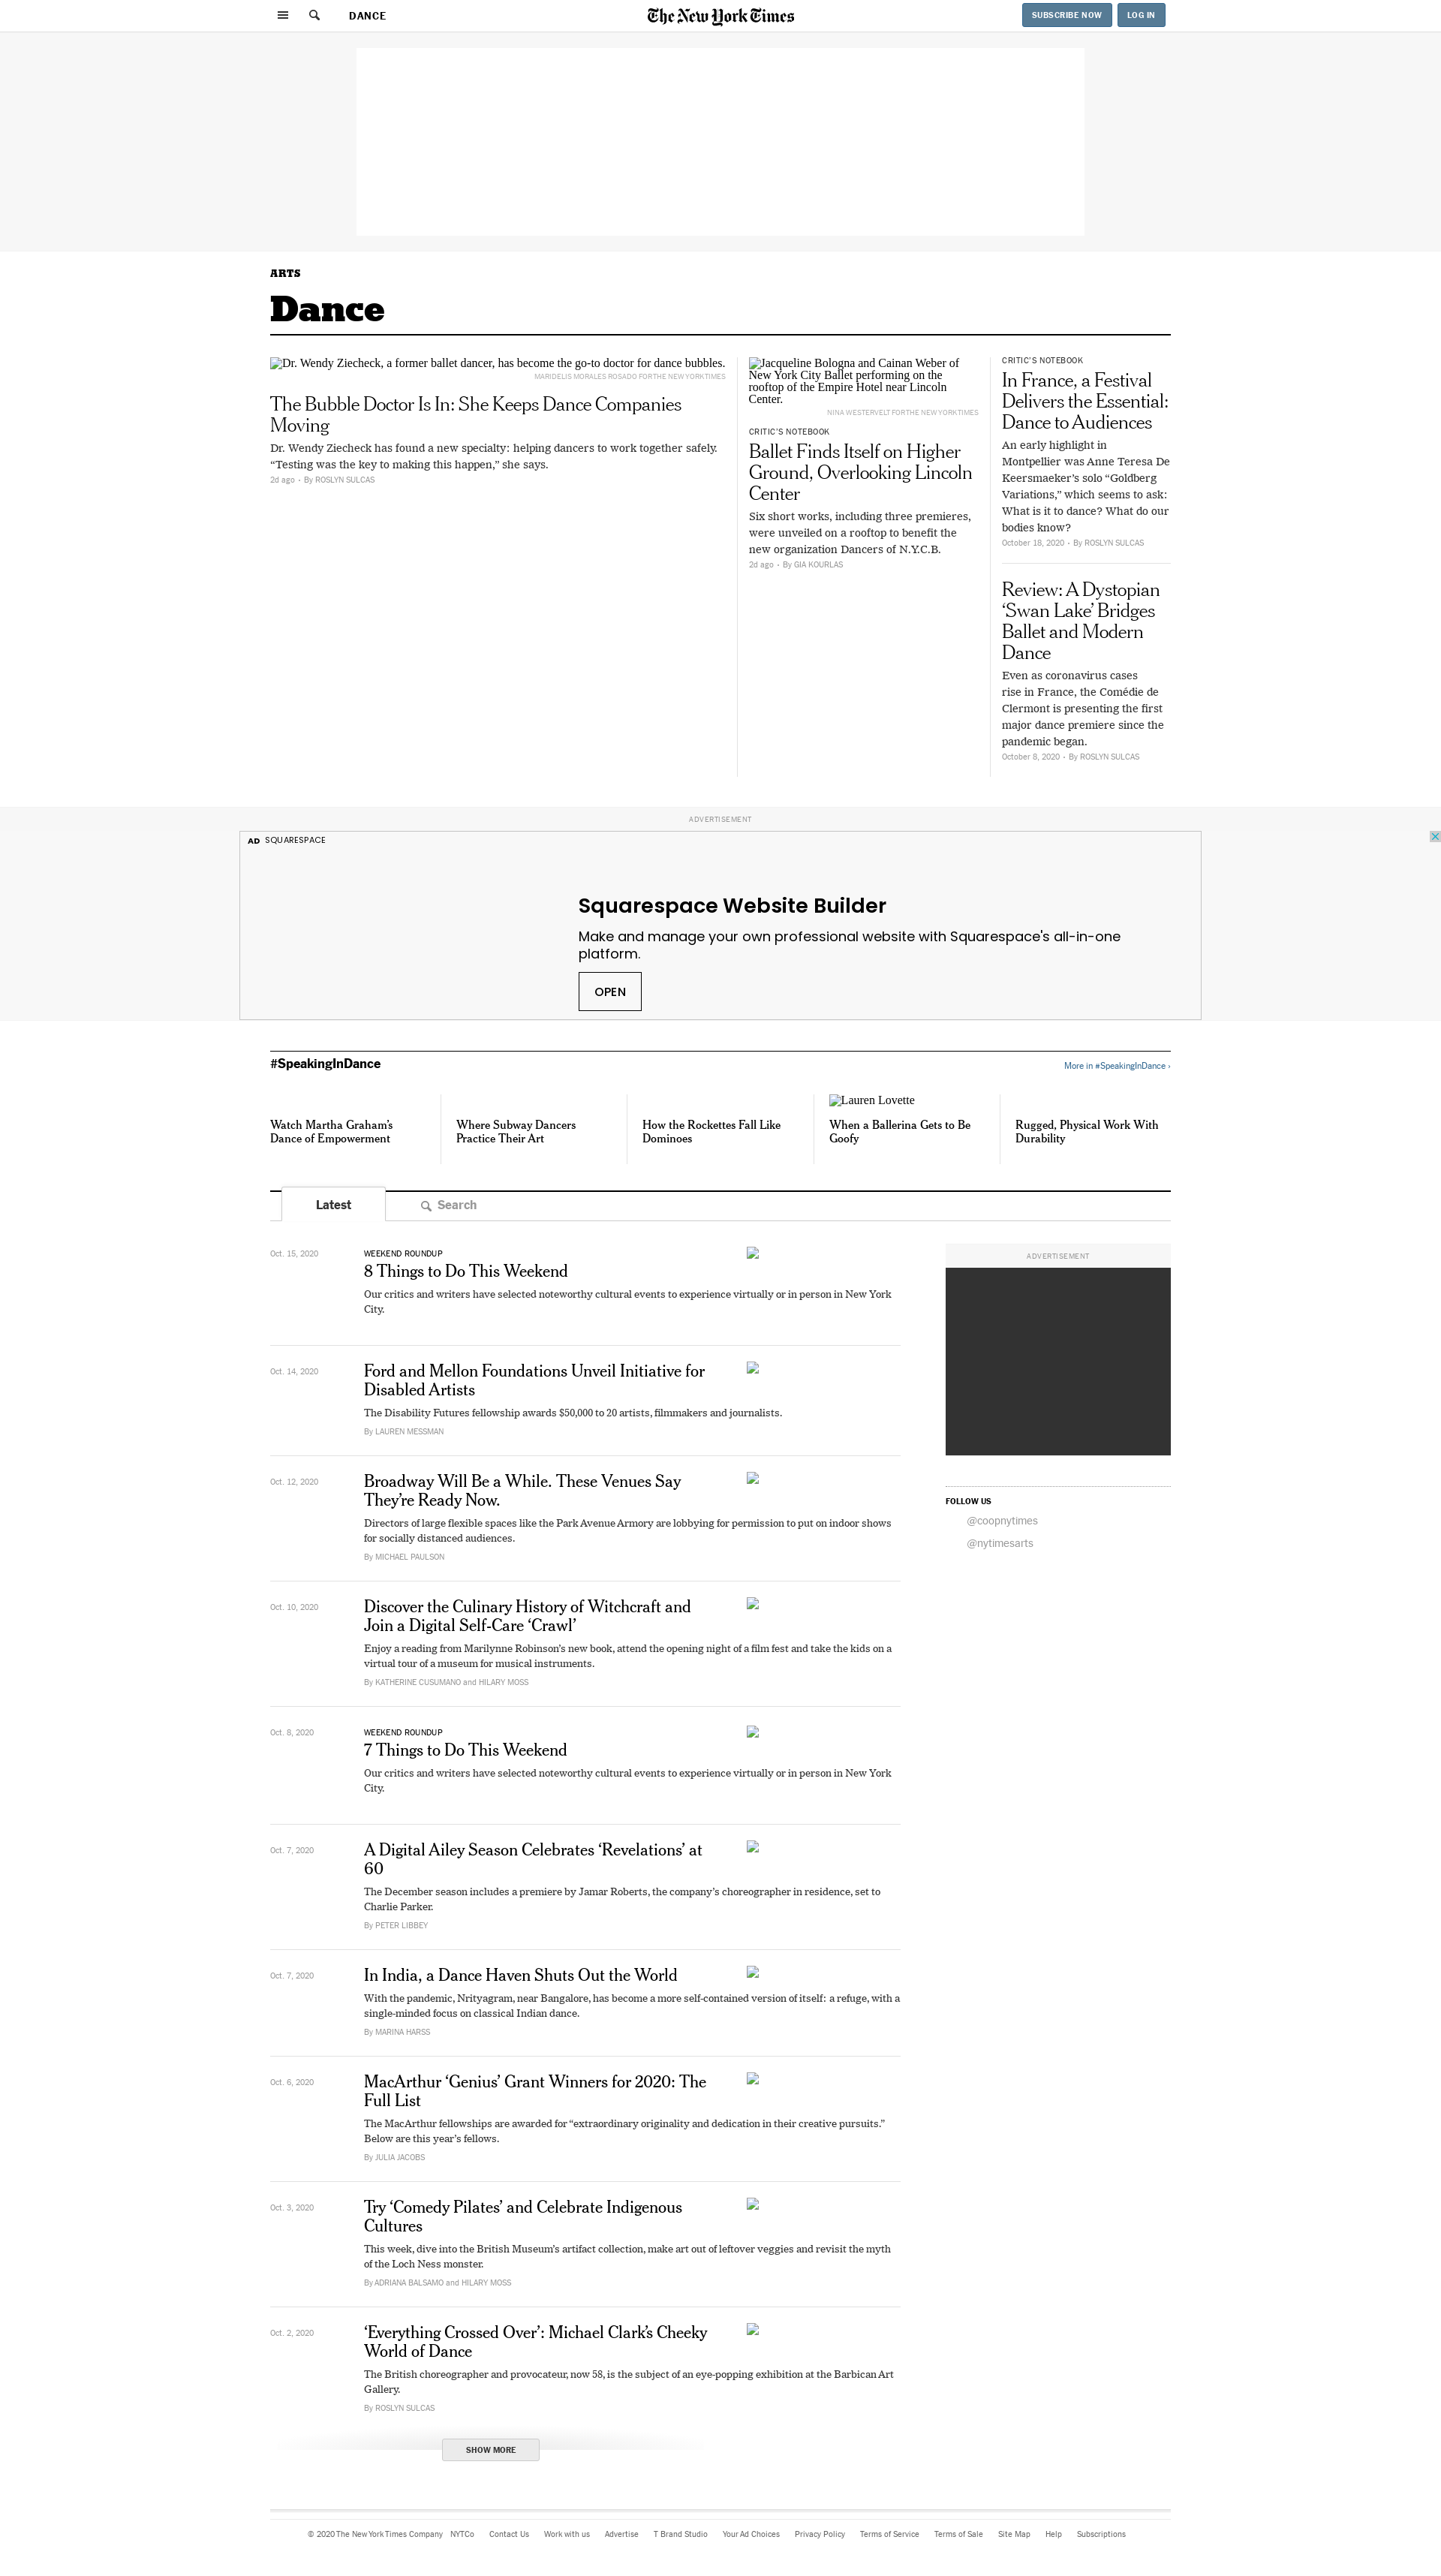 DANCE
The New York Times
SUBSCRIBE NOW
LOG IN
ARTS
Dance
Dr. Wendy Ziecheck, a former ballet dancer, has become the go-to doctor for dance bubbles.
MARIDELIS MORALES ROSADO FOR THE NEW YORK TIMES
The Bubble Doctor Is In: She Keeps Dance Companies
Moving
Dr. Wendy Ziecheck has found a new specialty: helping dancers to work together safely.
“Testing was the key to making this happen,” she says.
2d ago • By ROSLYN SULCAS
Jacqueline Bologna and Cainan Weber of
New York City Ballet performing on the
rooftop of the Empire Hotel near Lincoln
Center.
NINA WESTERVELT FOR THE NEW YORK TIMES
CRITIC’S NOTEBOOK
Ballet Finds Itself on Higher
Ground, Overlooking Lincoln
Center
Six short works, including three premieres,
were unveiled on a rooftop to benefit the
new organization Dancers of N.Y.C.B.
2d ago • By GIA KOURLAS
CRITIC’S NOTEBOOK
In France, a Festival
Delivers the Essential:
Dance to Audiences
An early highlight in
Montpellier was Anne Teresa De
Keersmaeker’s solo “Goldberg
Variations,” which seems to ask:
What is it to dance? What do our
bodies know?
October 18, 2020 • By ROSLYN SULCAS
Review: A Dystopian
‘Swan Lake’ Bridges
Ballet and Modern
Dance
Even as coronavirus cases
rise in France, the Comédie de
Clermont is presenting the first
major dance premiere since the
pandemic began.
October 8, 2020 • By ROSLYN SULCAS
ADVERTISEMENT
AD SQUARESPACE
Squarespace Website Builder
Make and manage your own professional website with Squarespace's all-in-one
platform.
OPEN
#SpeakingInDance
More in #SpeakingInDance ›
Watch Martha Graham’s
Dance of Empowerment
Where Subway Dancers
Practice Their Art
How the Rockettes Fall Like
Dominoes
Lauren Lovette
When a Ballerina Gets to Be
Goofy
Rugged, Physical Work With
Durability
Latest
Search
Oct. 15, 2020
WEEKEND ROUNDUP
8 Things to Do This Weekend
Our critics and writers have selected noteworthy cultural events to experience virtually or in person in New York
City.
Oct. 14, 2020
Ford and Mellon Foundations Unveil Initiative for
Disabled Artists
The Disability Futures fellowship awards $50,000 to 20 artists, filmmakers and journalists.
By LAUREN MESSMAN
Oct. 12, 2020
Broadway Will Be a While. These Venues Say
They’re Ready Now.
Directors of large flexible spaces like the Park Avenue Armory are lobbying for permission to put on indoor shows
for socially distanced audiences.
By MICHAEL PAULSON
Oct. 10, 2020
Discover the Culinary History of Witchcraft and
Join a Digital Self-Care ‘Crawl’
Enjoy a reading from Marilynne Robinson’s new book, attend the opening night of a film fest and take the kids on a
virtual tour of a museum for musical instruments.
By KATHERINE CUSUMANO and HILARY MOSS
Oct. 8, 2020
WEEKEND ROUNDUP
7 Things to Do This Weekend
Our critics and writers have selected noteworthy cultural events to experience virtually or in person in New York
City.
Oct. 7, 2020
A Digital Ailey Season Celebrates ‘Revelations’ at
60
The December season includes a premiere by Jamar Roberts, the company’s choreographer in residence, set to
Charlie Parker.
By PETER LIBBEY
Oct. 7, 2020
In India, a Dance Haven Shuts Out the World
With the pandemic, Nrityagram, near Bangalore, has become a more self-contained version of itself: a refuge, with a
single-minded focus on classical Indian dance.
By MARINA HARSS
Oct. 6, 2020
MacArthur ‘Genius’ Grant Winners for 2020: The
Full List
The MacArthur fellowships are awarded for “extraordinary originality and dedication in their creative pursuits.”
Below are this year’s fellows.
By JULIA JACOBS
Oct. 3, 2020
Try ‘Comedy Pilates’ and Celebrate Indigenous
Cultures
This week, dive into the British Museum’s artifact collection, make art out of leftover veggies and revisit the myth
of the Loch Ness monster.
By ADRIANA BALSAMO and HILARY MOSS
Oct. 2, 2020
‘Everything Crossed Over’: Michael Clark’s Cheeky
World of Dance
The British choreographer and provocateur, now 58, is the subject of an eye-popping exhibition at the Barbican Art
Gallery.
By ROSLYN SULCAS
SHOW MORE
ADVERTISEMENT
FOLLOW US
@coopnytimes
@nytimesarts
© 2020 The New York Times Company NYTCo Contact Us Work with us Advertise T Brand Studio Your Ad Choices Privacy Policy Terms of Service Terms of Sale Site Map Help Subscriptions